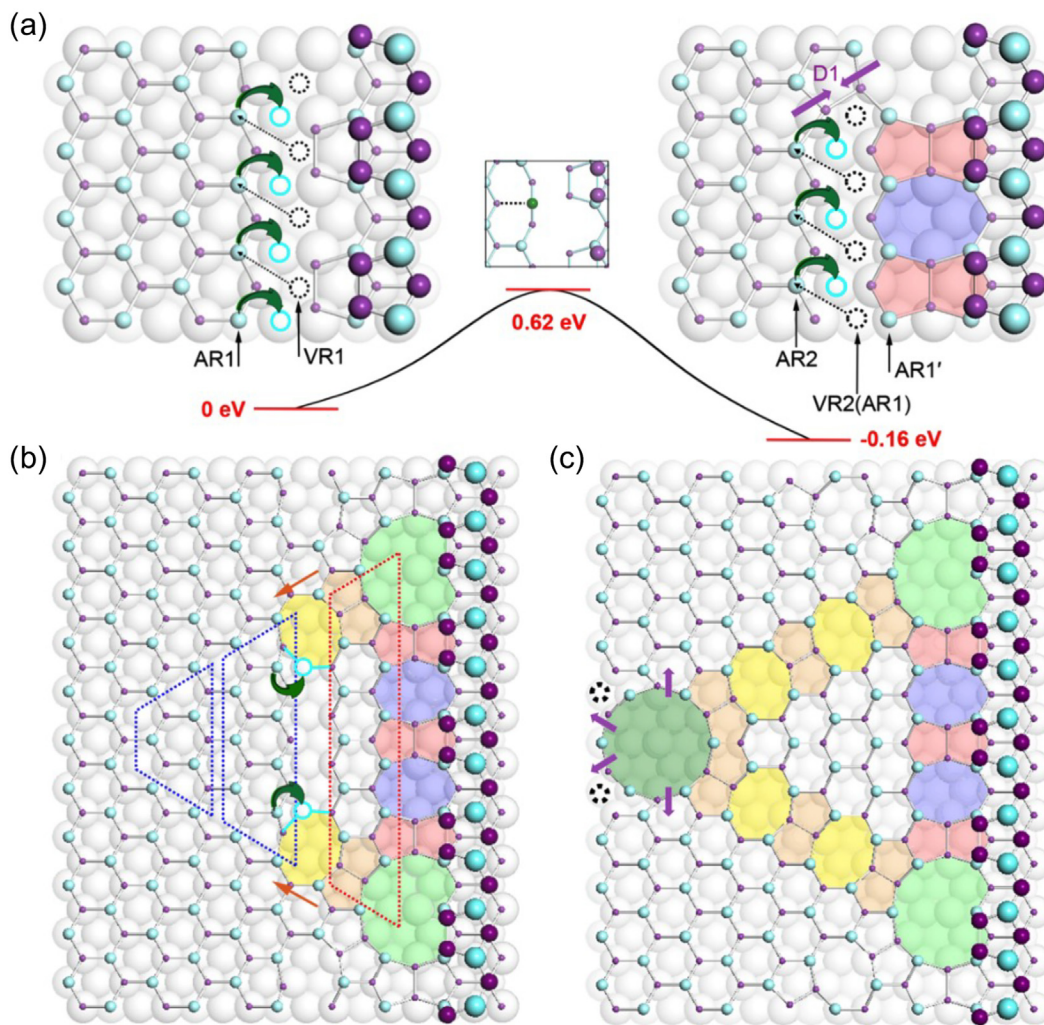 (a)
D1
0.62 eV
AR1
VR1
AR2
AR1′
VR2(AR1)
0 eV
-0.16 eV
(b)
(c)